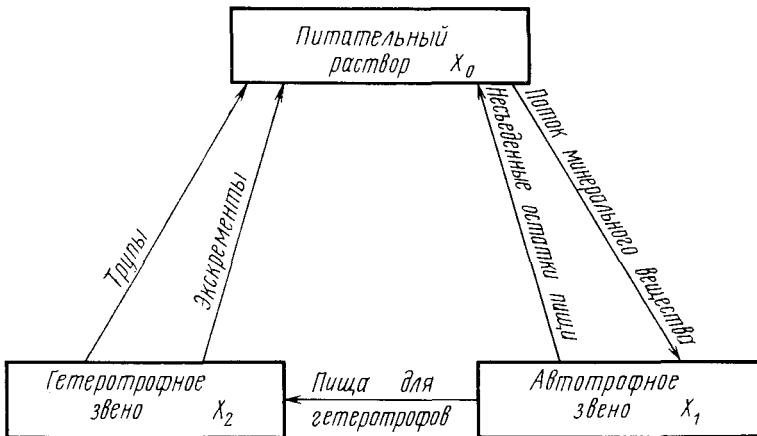 Питательный
раствор X₀
Трупы
Экскременты
Несъеденные остатки пищи
Поток минерального вещества
Гетеротрофное
звено X₂
Пища для
гетеротрофов
Автотрофное
звено X₁